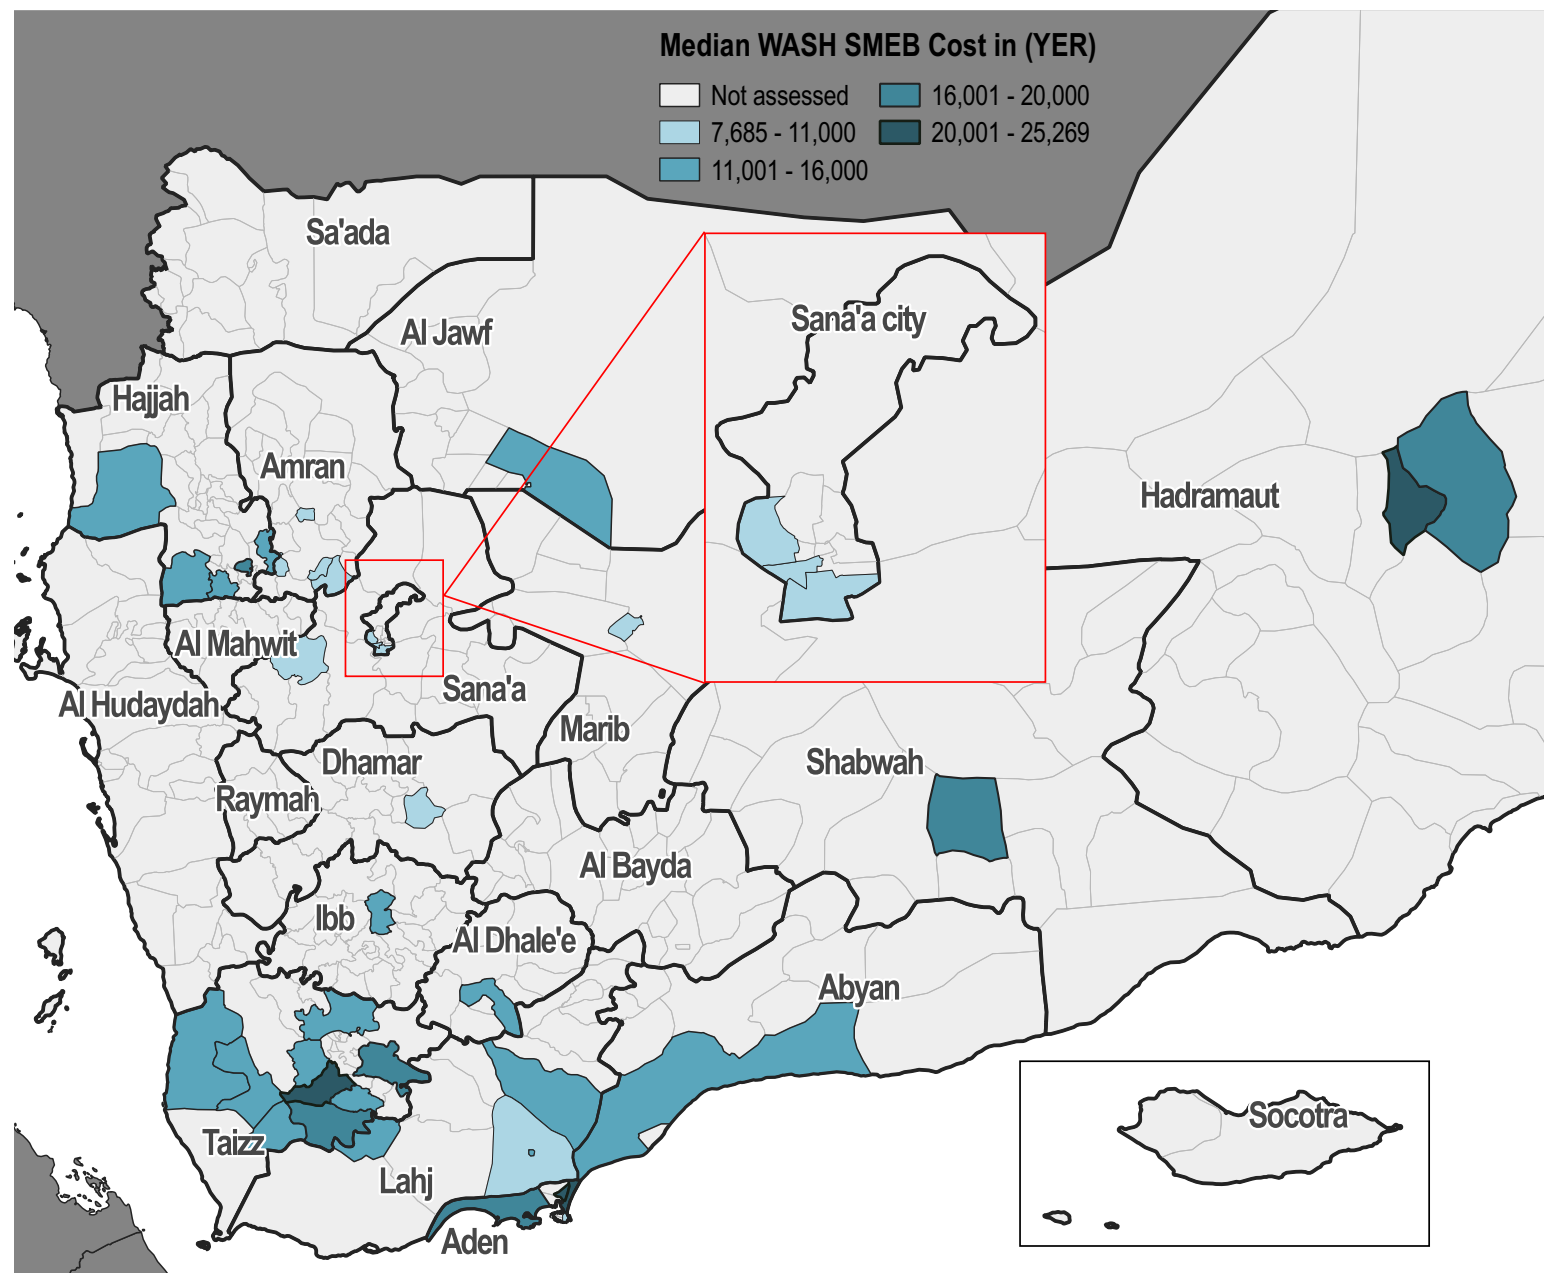 Median WASH SMEB Cost in (YER)
Not assessed
16,001 - 20,000
7,685 - 11,000
20,001 - 25,269
11,001 - 16,000
Sa'ada
Al Jawf
Sana'a city
Hajjah
Amran
Hadramaut
Al Mahwit
Sana'a
Al Hudaydah
Marib
Dhamar
Shabwah
Raymah
Al Bayda
Ibb
Al Dhale'e
Abyan
Socotra
Taizz
Lahj
Aden